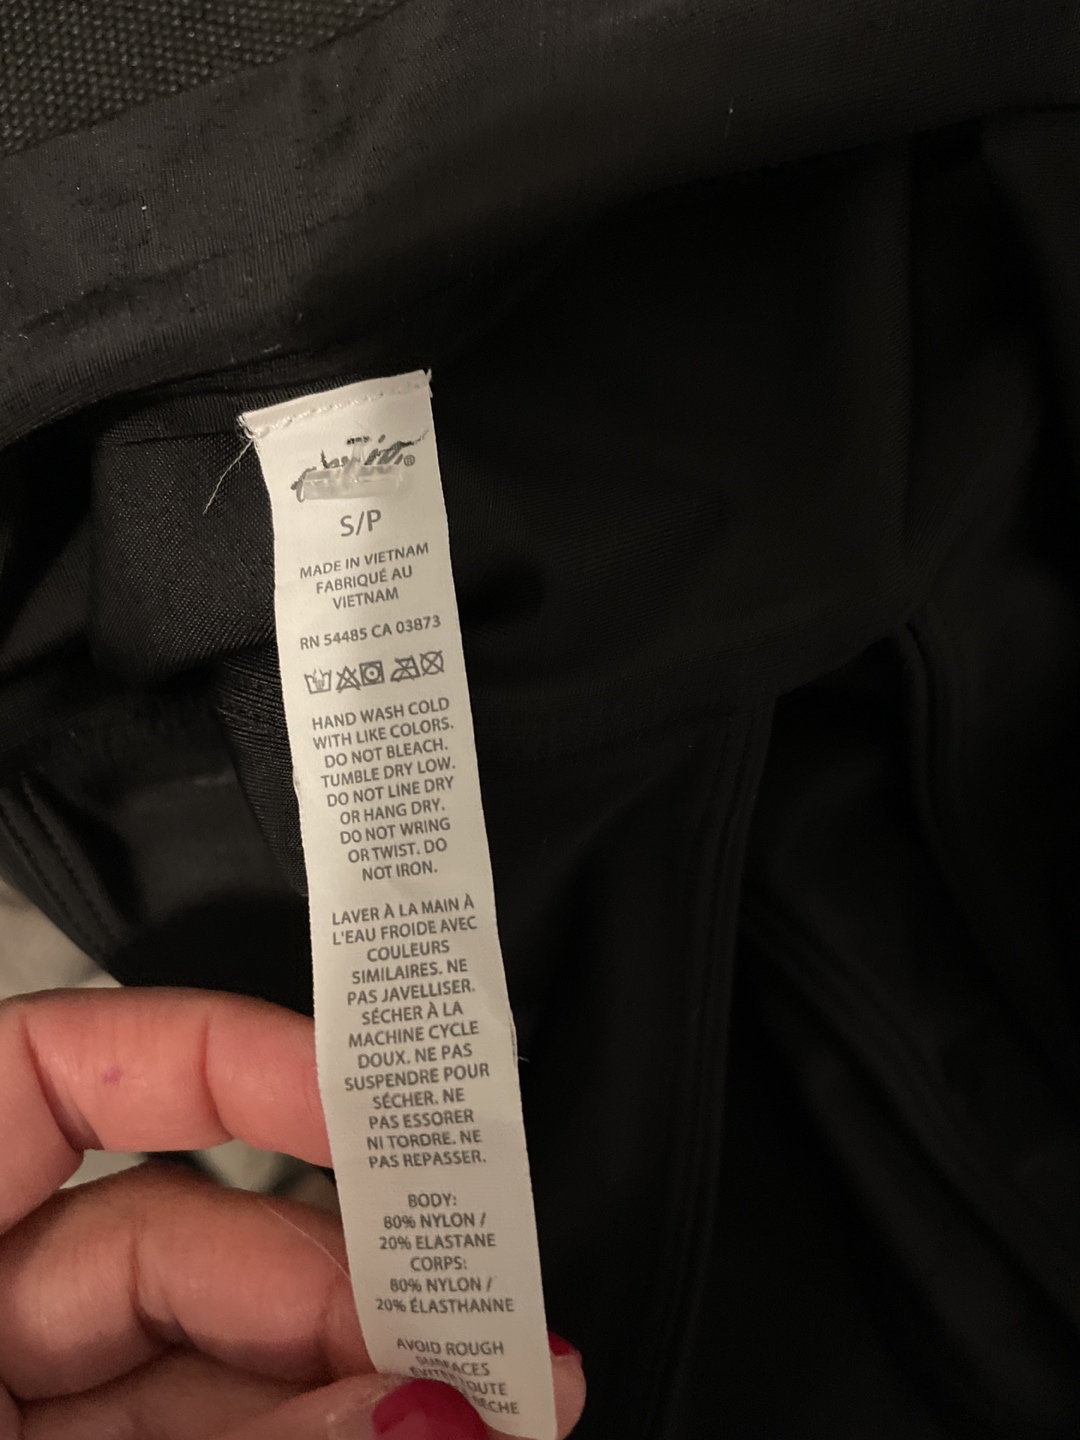 S/P
MADE IN VIETNAM
FABRIQUÉ AU
VIETNAM
RN 54485 CA 03873
HAND WASH COLD
WITH LIKE COLORS.
DO NOT BLEACH.
TUMBLE DRY LOW.
DO NOT LINE DRY
OR HANG DRY.
DO NOT WRING
OR TWIST. DO
NOT IRON.
LAVER À LA MAIN À
L'EAU FROIDE AVEC
COULEURS
SIMILAIRES. NE
PAS JAVELLISER.
SÉCHER À LA
MACHINE CYCLE
DOUX. NE PAS
SUSPENDRE POUR
SÉCHER. NE
PAS ESSORER
NI TORDRE. NE
PAS REPASSER.
BODY:
80% NYLON /
20% ELASTANE
CORPS:
80% NYLON /
20% ÉLASTHANNE
AVOID ROUGH
SURFACES